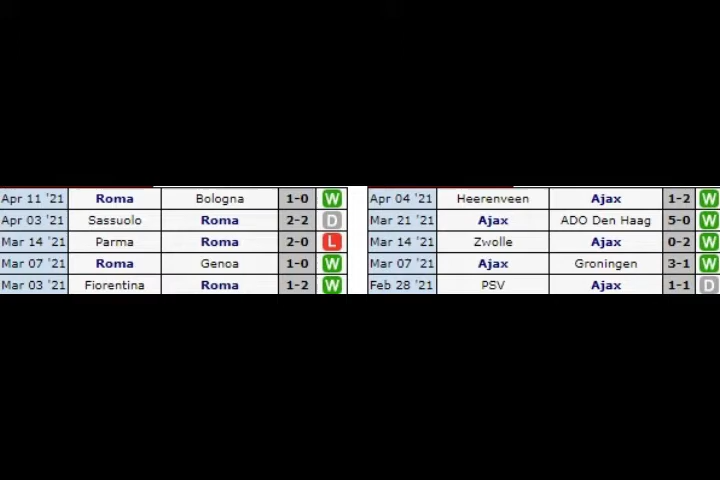 Apr 11 '21 Roma Bologna 1-0 W
Apr 03 '21 Sassuolo Roma 2-2 D
Mar 14 '21 Parma Roma 2-0 L
Mar 07 '21 Roma Genoa 1-0 W
Mar 03 '21 Fiorentina Roma 1-2 W
Apr 04 '21 Heerenveen Ajax 1-2 W
Mar 21 '21 Ajax ADO Den Haag 5-0 W
Mar 14 '21 Zwolle Ajax 0-2 W
Mar 07 '21 Ajax Groningen 3-1 W
Feb 28 '21 PSV Ajax 1-1 D